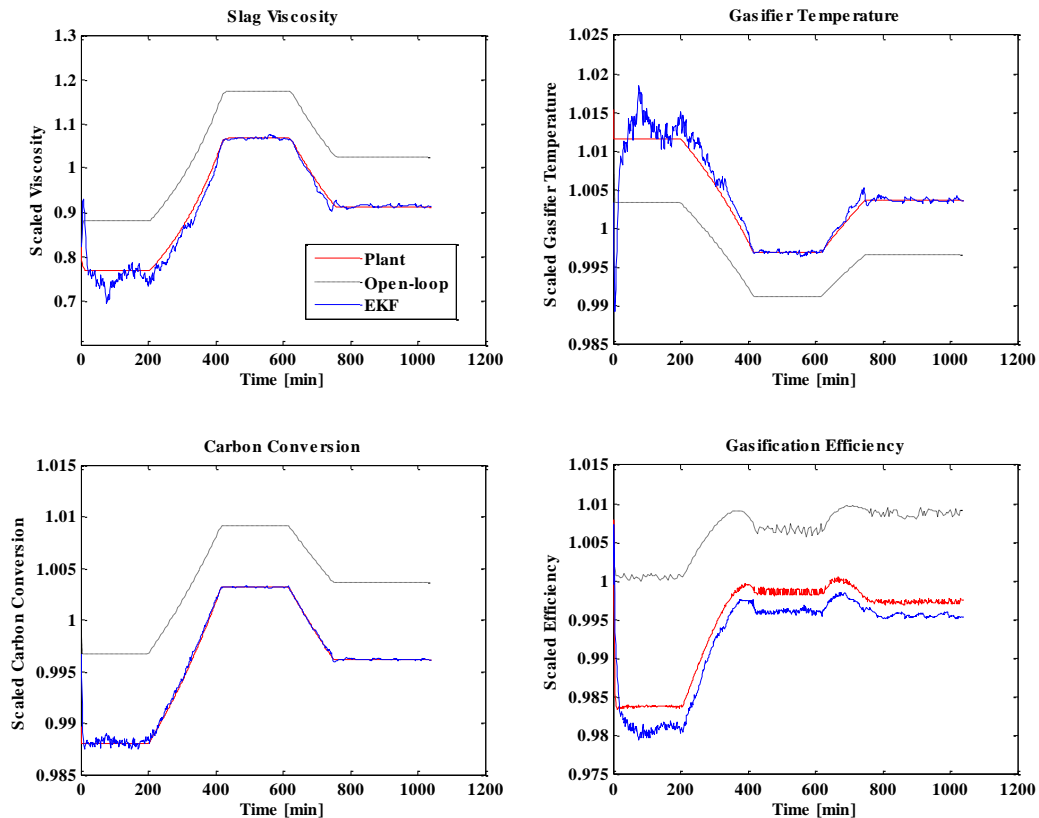 Slag Viscosity
1.3
1.2
1.1
1
0.9
0.8
0.7
Scaled Viscosity
Plant
Open-loop
EKF
0 200 400 600 800 1000 1200
Time [min]
Gasifier Temperature
1.025
1.02
1.015
1.01
1.005
1
0.995
0.99
0.985
Scaled Gasifier Temperature
0 200 400 600 800 1000 1200
Time [min]
Carbon Conversion
1.015
1.01
1.005
1
0.995
0.99
0.985
Scaled Carbon Conversion
0 200 400 600 800 1000 1200
Time [min]
Gasification Efficiency
1.015
1.01
1.005
1
0.995
0.99
0.985
0.98
0.975
Scaled Efficiency
0 200 400 600 800 1000 1200
Time [min]